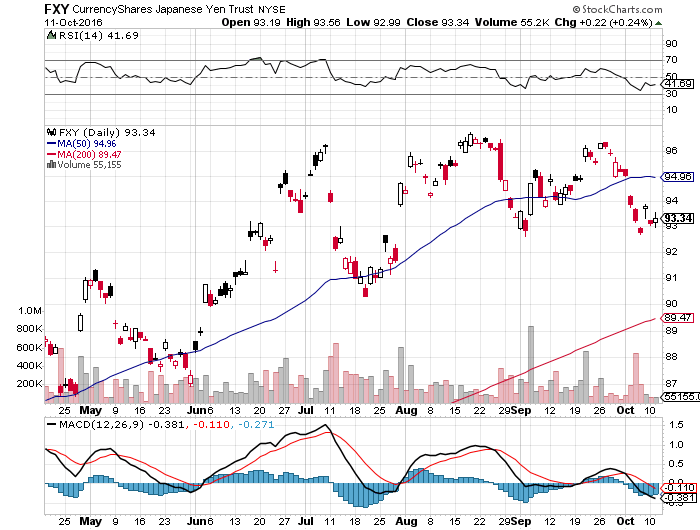 FXY CurrencyShares Japanese Yen Trust NYSE
© StockCharts.com
11-Oct-2016
Open 93.19 High 93.56 Low 92.99 Close 93.34 Volume 55.2K Chg +0.22 (+0.24%)
RSI(14) 41.69
90
70
50
41.69
30
10
FXY (Daily) 93.34
MA(50) 94.96
MA(200) 89.47
Volume 55,155
96
94.96
94
93.34
93
92
91
90
89.47
89
88
87
55155.0
1.0M
800K
600K
400K
200K
25 May 9 16 23 Jun 6 13 20 27 Jul 11 18 25 Aug 8 15 22 29 Sep 12 19 26 Oct 10
MACD(12,26,9) -0.381, -0.110, -0.271
1.5
1.0
0.5
0.0
-0.110
-0.381
-0.5
25 May 9 16 23 Jun 6 13 20 27 Jul 11 18 25 Aug 8 15 22 29 Sep 12 19 26 Oct 10